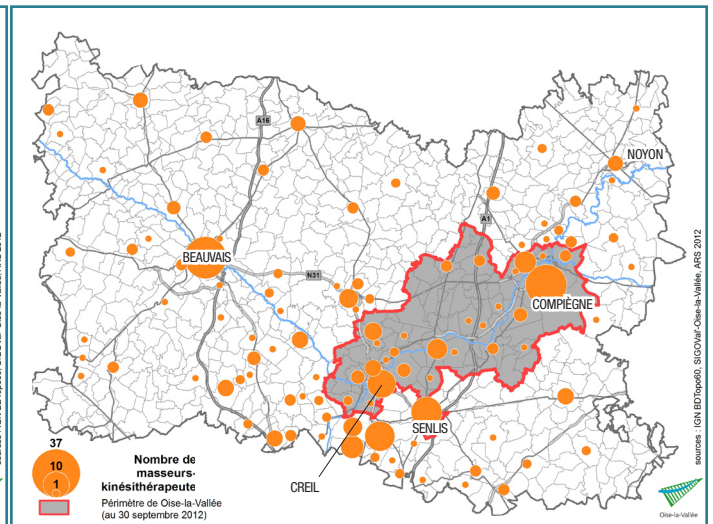 A16
A1
NOYON
BEAUVAIS
N31
COMPIÈGNE
SENLIS
CREIL
37
10
1
Nombre de
masseurs-
kinésithérapeute
Périmètre de Oise-la-Vallée
(au 30 septembre 2012)
sources : IGN BDTopo60, SIGOVal-Oise-la-Vallée, ARS 2012
Oise-la-Vallée